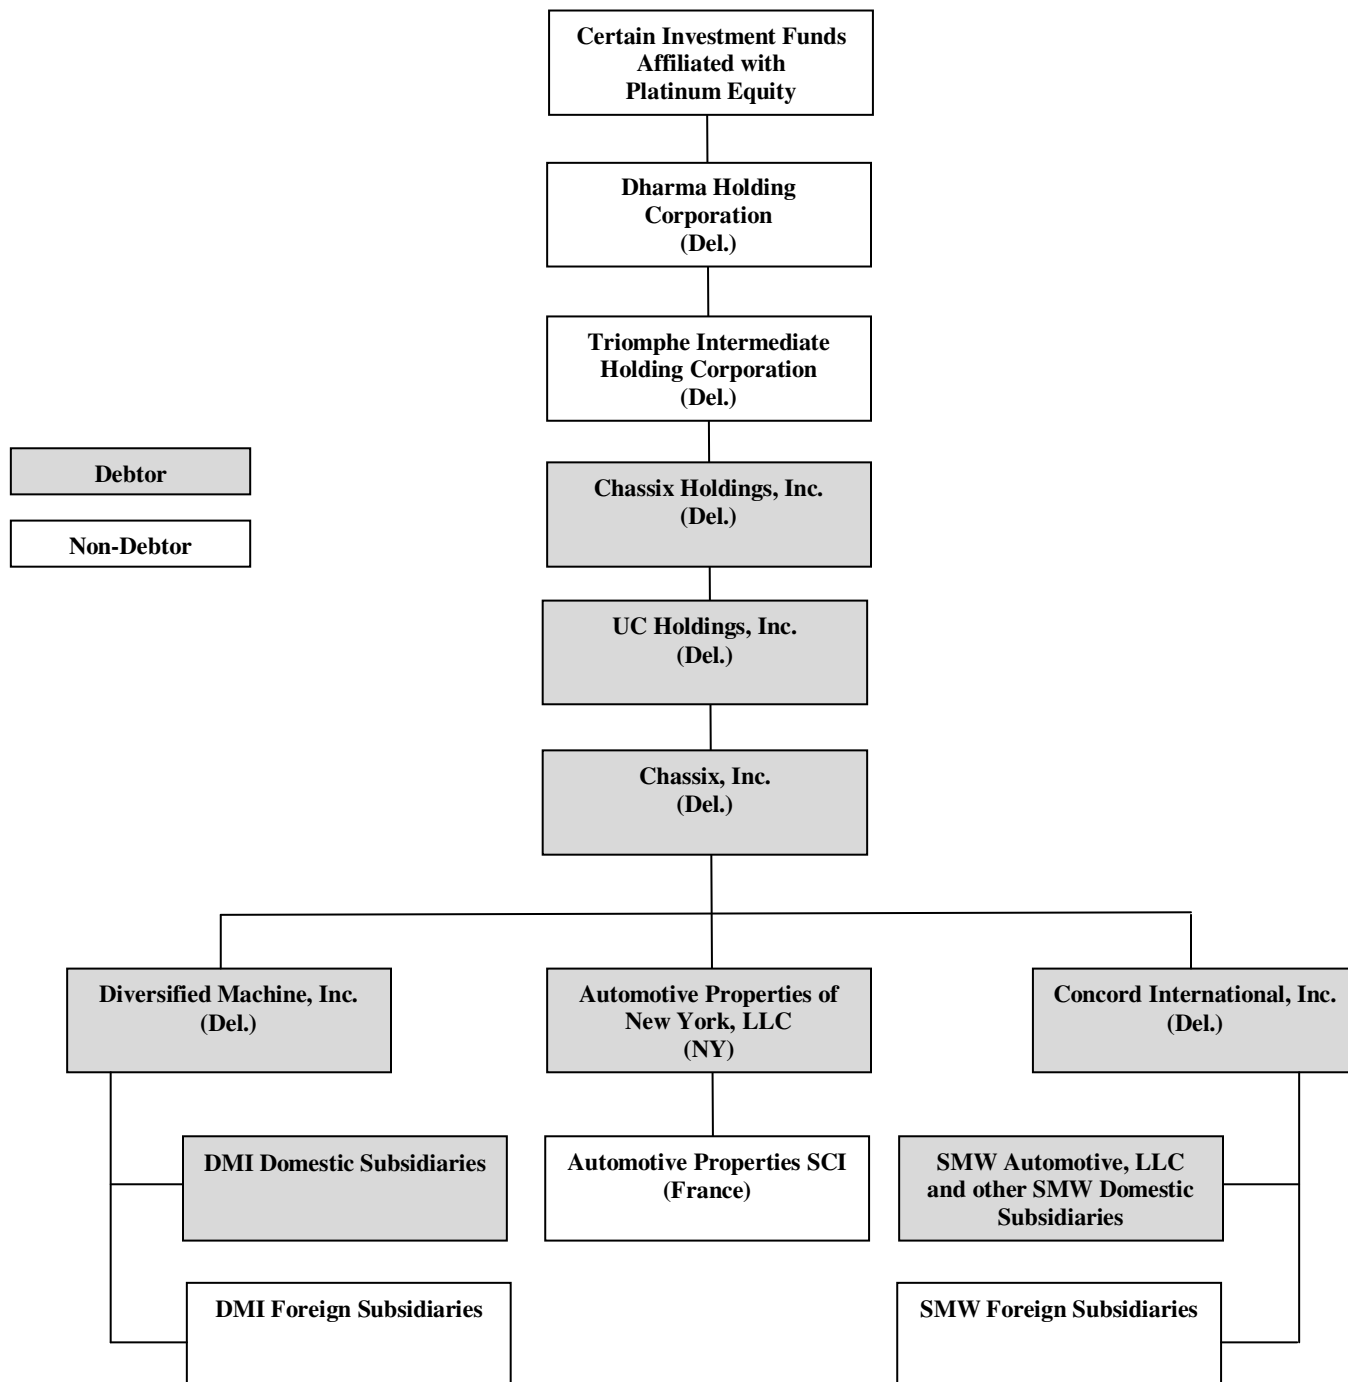 Certain Investment Funds
Affiliated with
Platinum Equity
Dharma Holding
Corporation
(Del.)
Triomphe Intermediate
Holding Corporation
(Del.)
Debtor
Non-Debtor
Chassix Holdings, Inc.
(Del.)
UC Holdings, Inc.
(Del.)
Chassix, Inc.
(Del.)
Diversified Machine, Inc.
(Del.)
Automotive Properties of
New York, LLC
(NY)
Concord International, Inc.
(Del.)
DMI Domestic Subsidiaries
Automotive Properties SCI
(France)
SMW Automotive, LLC
and other SMW Domestic
Subsidiaries
DMI Foreign Subsidiaries
SMW Foreign Subsidiaries